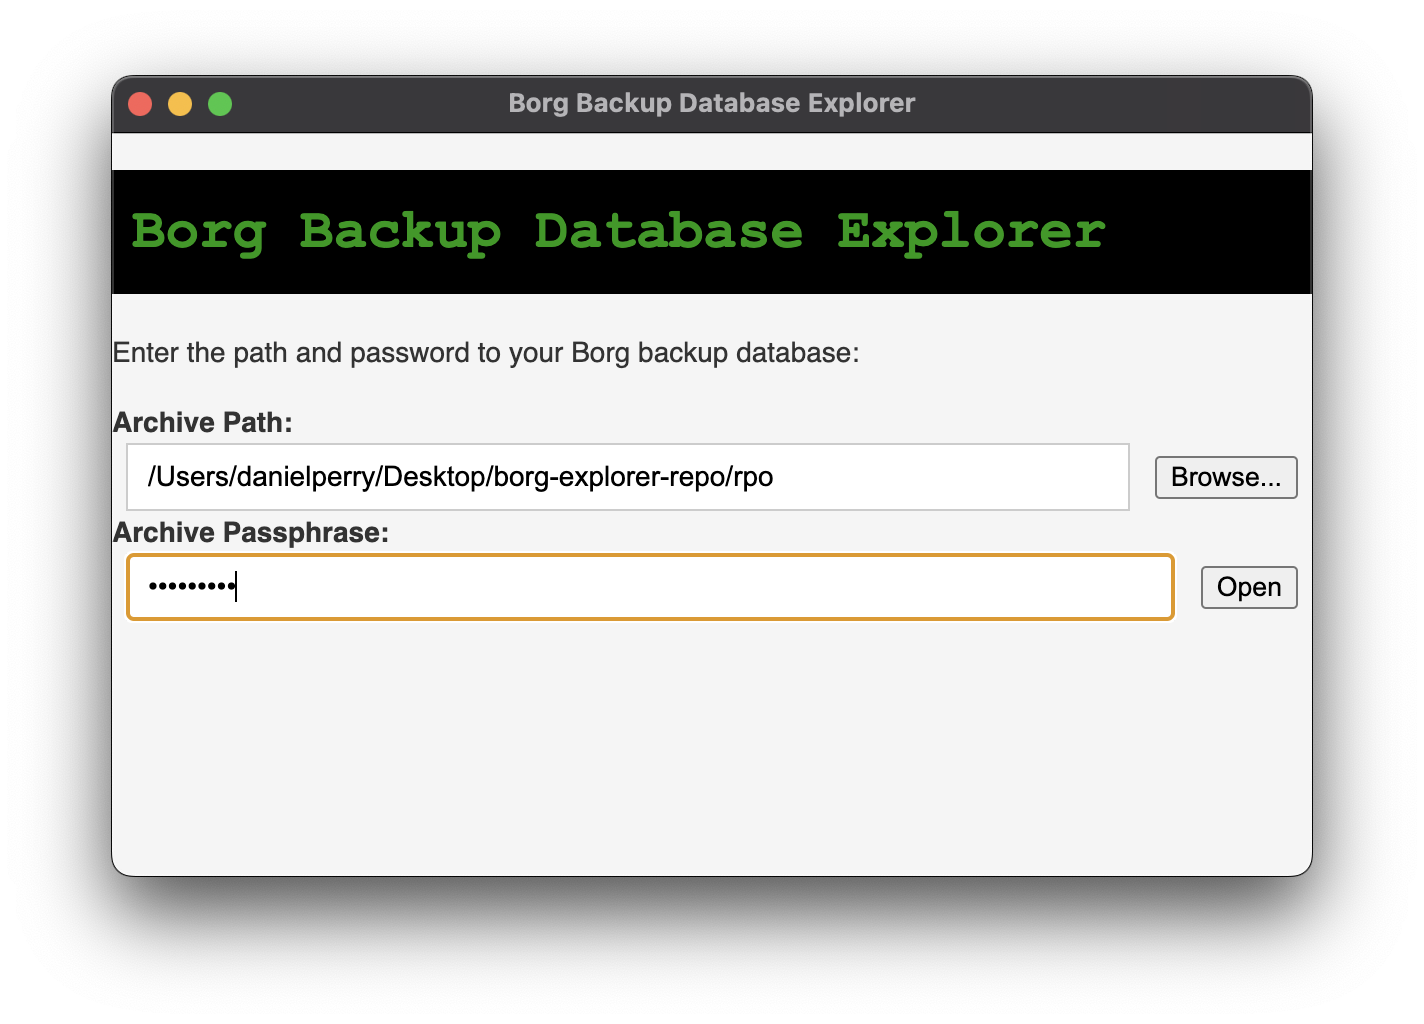 Borg Backup Database Explorer
Borg Backup Database Explorer
Enter the path and password to your Borg backup database:
Archive Path:
/Users/danielperry/Desktop/borg-explorer-repo/rpo
Browse...
Archive Passphrase:
•••••••••
Open